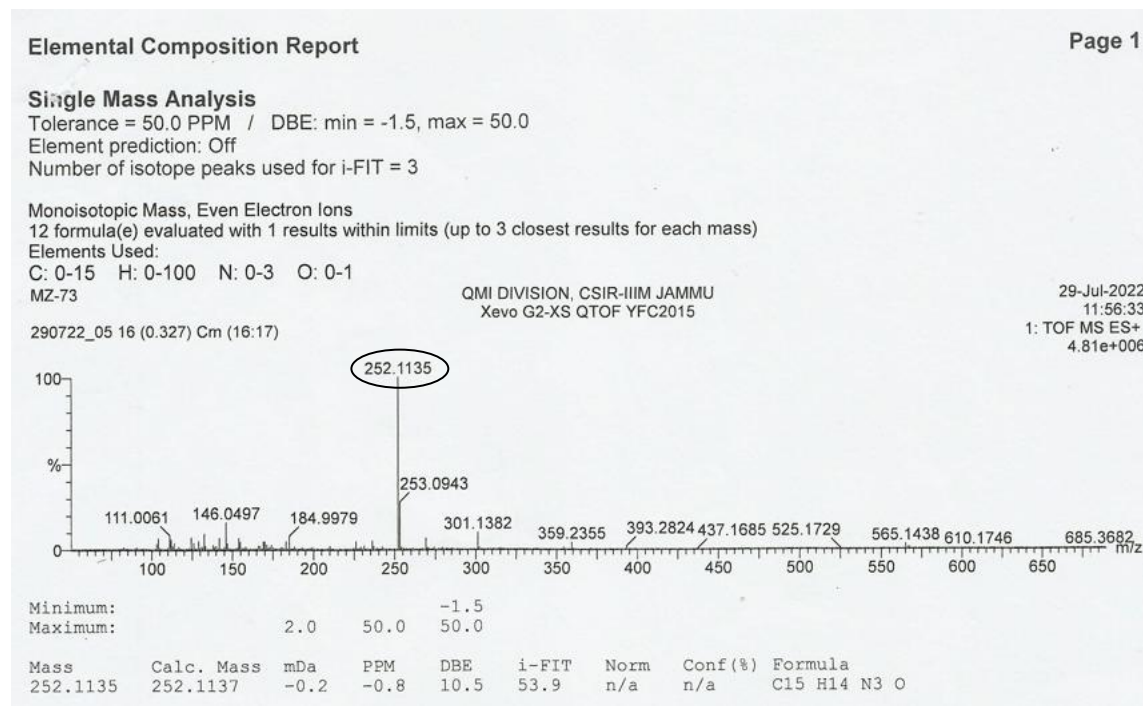 Elemental Composition Report
Page 1
Single Mass Analysis
Tolerance = 50.0 PPM / DBE: min = -1.5, max = 50.0
Element prediction: Off
Number of isotope peaks used for i-FIT = 3
Monoisotopic Mass, Even Electron Ions
12 formula(e) evaluated with 1 results within limits (up to 3 closest results for each mass)
Elements Used:
C: 0-15 H: 0-100 N: 0-3 O: 0-1
MZ-73
QMI DIVISION, CSIR-IIIM JAMMU
29-Jul-2022
Xevo G2-XS QTOF YFC2015
11:56:33
290722_05 16 (0.327) Cm (16:17)
1: TOF MS ES+
4.81e+006
252.1135
100
%
253.0943
111.0061 146.0497 184.9979 301.1382 359.2355 393.2824 437.1685 525.1729 565.1438 610.1746 685.3682
0
m/z
100 150 200 250 300 350 400 450 500 550 600 650
Minimum: -1.5
Maximum: 2.0 50.0 50.0
Mass Calc. Mass mDa PPM DBE i-FIT Norm Conf(%) Formula
252.1135 252.1137 -0.2 -0.8 10.5 53.9 n/a n/a C15 H14 N3 O